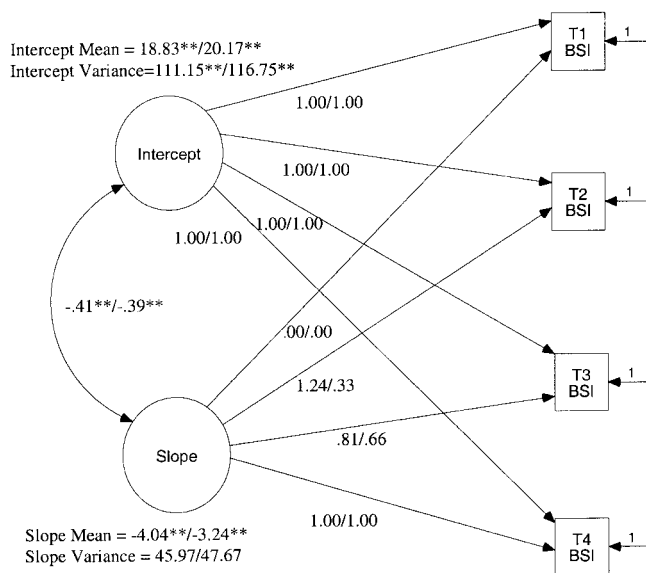 Intercept Mean = 18.83**/20.17**
Intercept Variance=111.15**/116.75**
T1
BSI
1
1.00/1.00
Intercept
1.00/1.00
T2
BSI
1
1.00/1.00
1.00/1.00
-.41**/-.39**
.00/.00
1.24/.33
T3
BSI
1
.81/.66
Slope
1.00/1.00
Slope Mean = -4.04**/-3.24**
Slope Variance = 45.97/47.67
T4
BSI
1